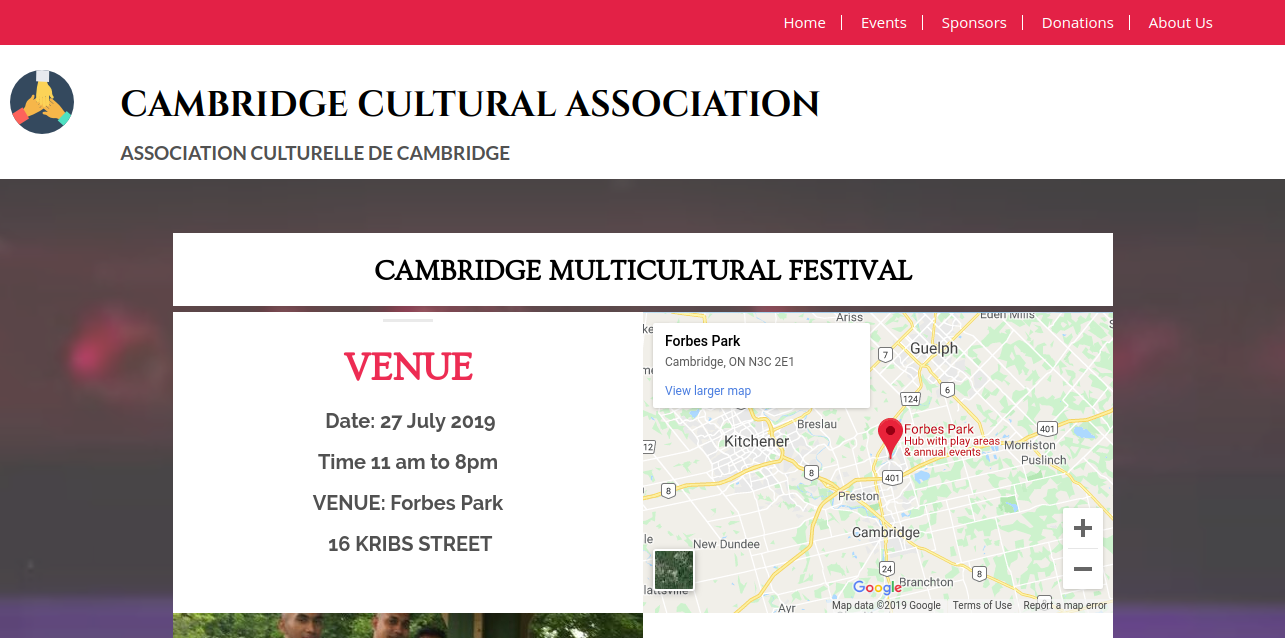 Home
Events
Sponsors
Donations
About Us
CAMBRIDGE CULTURAL ASSOCIATION
ASSOCIATION CULTURELLE DE CAMBRIDGE
CAMBRIDGE MULTICULTURAL FESTIVAL
VENUE
Date: 27 July 2019
Time 11 am to 8pm
VENUE: Forbes Park
16 KRIBS STREET
Forbes Park
Cambridge, ON N3C 2E1
View larger map
Ariss
Eden Mills
7
Guelph
6
124
Breslau
Kitchener
Forbes Park
Hub with play areas
& annual events
401
Morriston
Puslinch
12
8
401
8
Preston
Cambridge
New Dundee
24
8
Branchton
Google
Ayr
Map data ©2019 Google
Terms of Use
Report a map error